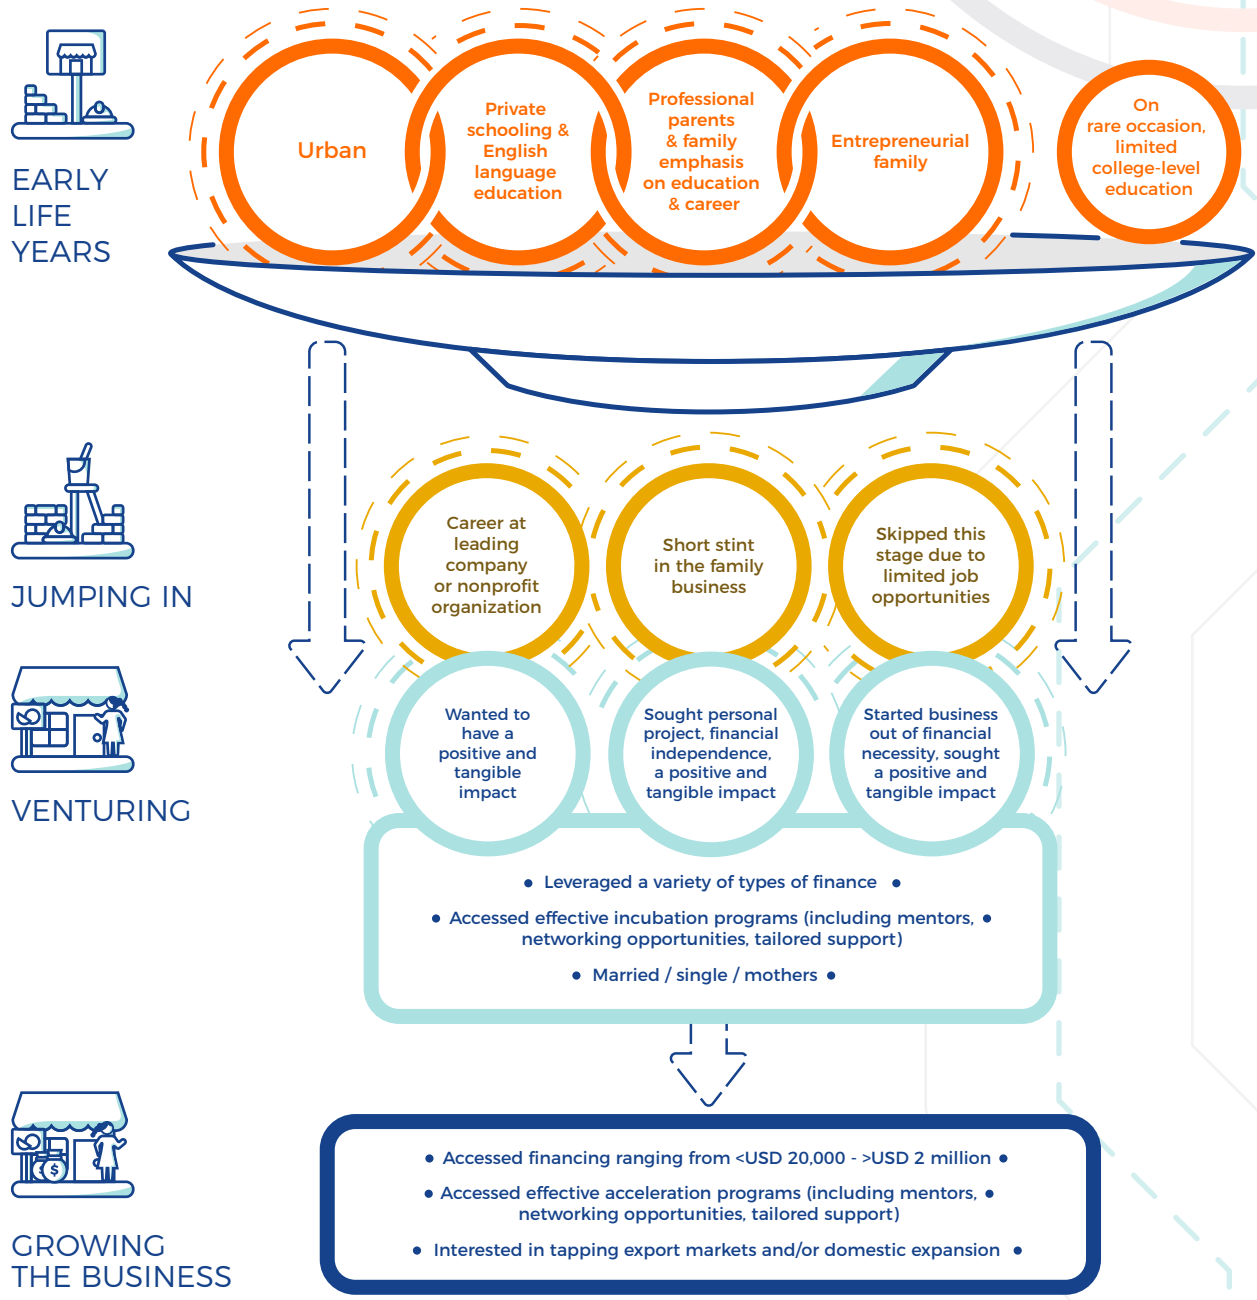 EARLY
LIFE
YEARS
Urban
Private
schooling &
English
language
education
Professional
parents
& family
emphasis
on education
& career
Entrepreneurial
family
On
rare occasion,
limited
college-level
education
JUMPING IN
Career at
leading
company
or nonprofit
organization
Short stint
in the family
business
Skipped this
stage due to
limited job
opportunities
VENTURING
Wanted to
have a
positive and
tangible
impact
Sought personal
project, financial
independence,
a positive and
tangible impact
Started business
out of financial
necessity, sought
a positive and
tangible impact
• Leveraged a variety of types of finance •
• Accessed effective incubation programs (including mentors, •
networking opportunities, tailored support)
• Married / single / mothers •
GROWING
THE BUSINESS
$
• Accessed financing ranging from <USD 20,000 - >USD 2 million •
• Accessed effective acceleration programs (including mentors, •
networking opportunities, tailored support)
• Interested in tapping export markets and/or domestic expansion •